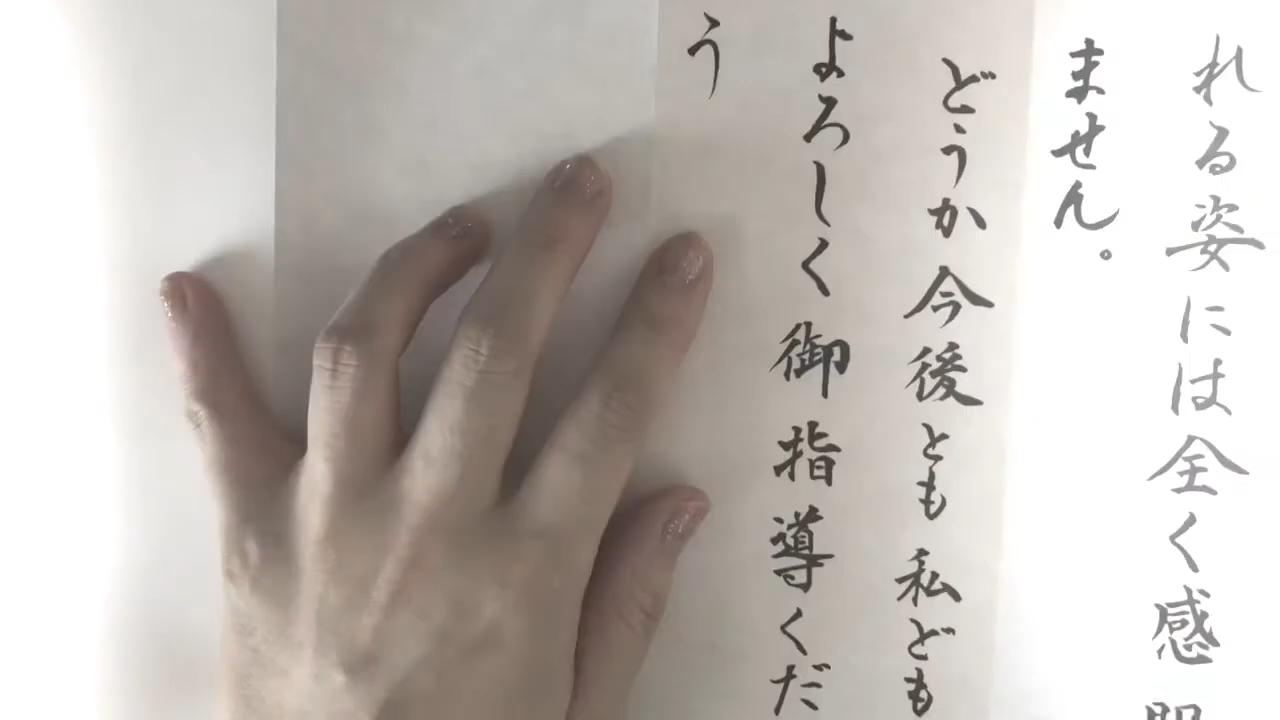 れる姿には全く感
ません。
どうか今後とも私ども
よろしく御指導くだ
う